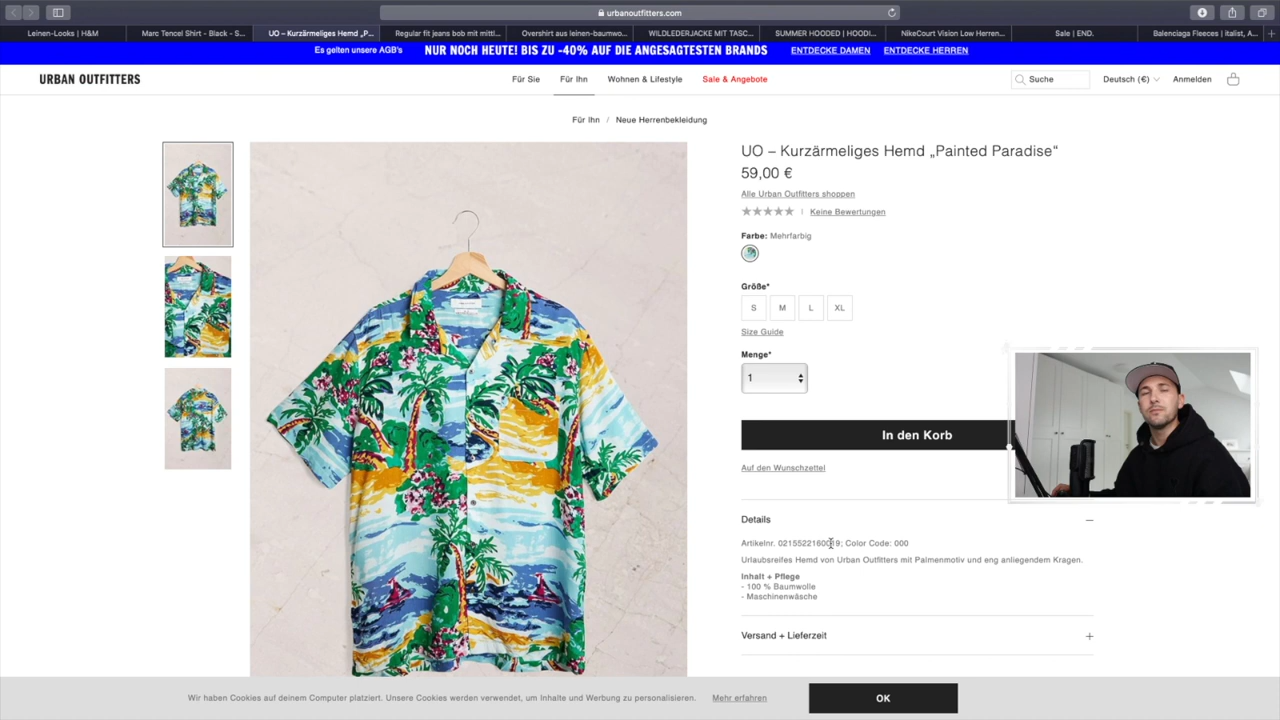 urbanoutfitters.com
Leinen-Looks | H&M
Marc Tencel Shirt - Black - S...
UO – Kurzärmeliges Hemd „P...
Regular fit jeans bob mit mittl...
Overshirt aus leinen-baumwo...
WILDLEDERJACKE MIT TASC...
SUMMER HOODED | HOODI...
NikeCourt Vision Low Herren...
Sale | END.
Balenciaga Fleeces | italist, A...
Es gelten unsere AGB's
NUR NOCH HEUTE! BIS ZU -40% AUF DIE ANGESAGTESTEN BRANDS
ENTDECKE DAMEN
ENTDECKE HERREN
URBAN OUTFITTERS
Für Sie
Für Ihn
Wohnen & Lifestyle
Sale & Angebote
Suche
Deutsch (€)
Anmelden
Für Ihn / Neue Herrenbekleidung
UO – Kurzärmeliges Hemd „Painted Paradise“
59,00 €
Alle Urban Outfitters shoppen
Keine Bewertungen
Farbe: Mehrfarbig
Größe*
S M L XL
Size Guide
Menge*
1
In den Korb
Auf den Wunschzettel
Details
Color Code: 000
Urlaubsreifes Hemd von Urban Outfitters mit Palmenmotiv und eng anliegendem Kragen.
Inhalt + Pflege
- 100 % Baumwolle
- Maschinenwäsche
Versand + Lieferzeit
Wir haben Cookies auf deinem Computer platziert. Unsere Cookies werden verwendet, um Inhalte und Werbung zu personalisieren.
Mehr erfahren
OK